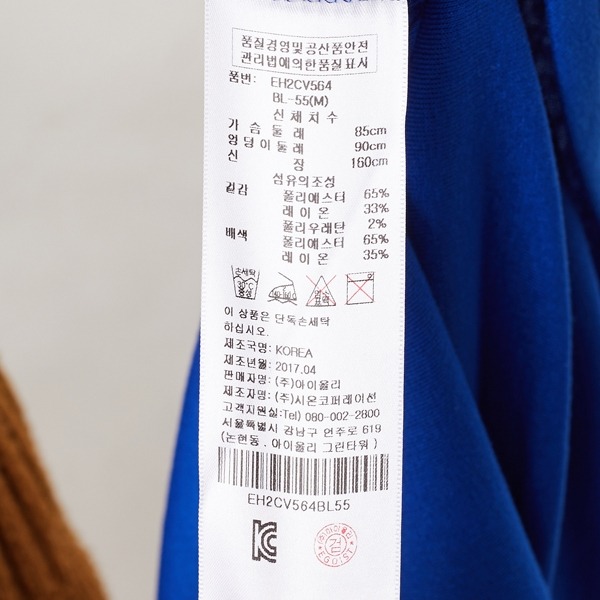 품질경영및공산품안전
관리법에의한품질표시
품번: EH2CV564
BL-55(M)
신체치수
가슴둘레 85cm
엉덩이둘레 90cm
신장 160cm
섬유의조성
겉감 폴리에스터 65%
레이온 33%
폴리우레탄 2%
배색 폴리에스터 65%
레이온 35%
손세탁
30℃
중성
이 상품은 단독손세탁
하십시오.
제조국명: KOREA
제조년월: 2017.04
판매자명: (주)아이올리
제조자명: (주)시온코퍼레이션
고객지원실:Tel) 080-002-2800
서울특별시 강남구 언주로 619
(논현동, 아이올리 그린타워)
EH2CV564BL55
검
EGOIST